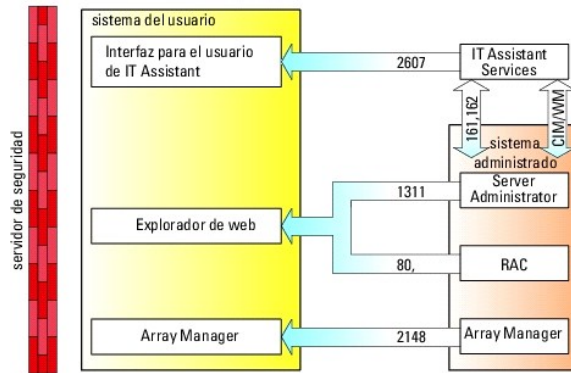 sistema del usuario
Interfaz para el usuario
de IT Assistant
2607
IT Assistant
Services
161,162
CIM/WM
sistema
administrado
servidor de seguridad
Explorador de web
1311
Server
Administrator
80,
RAC
Array Manager
2148
Array Manager